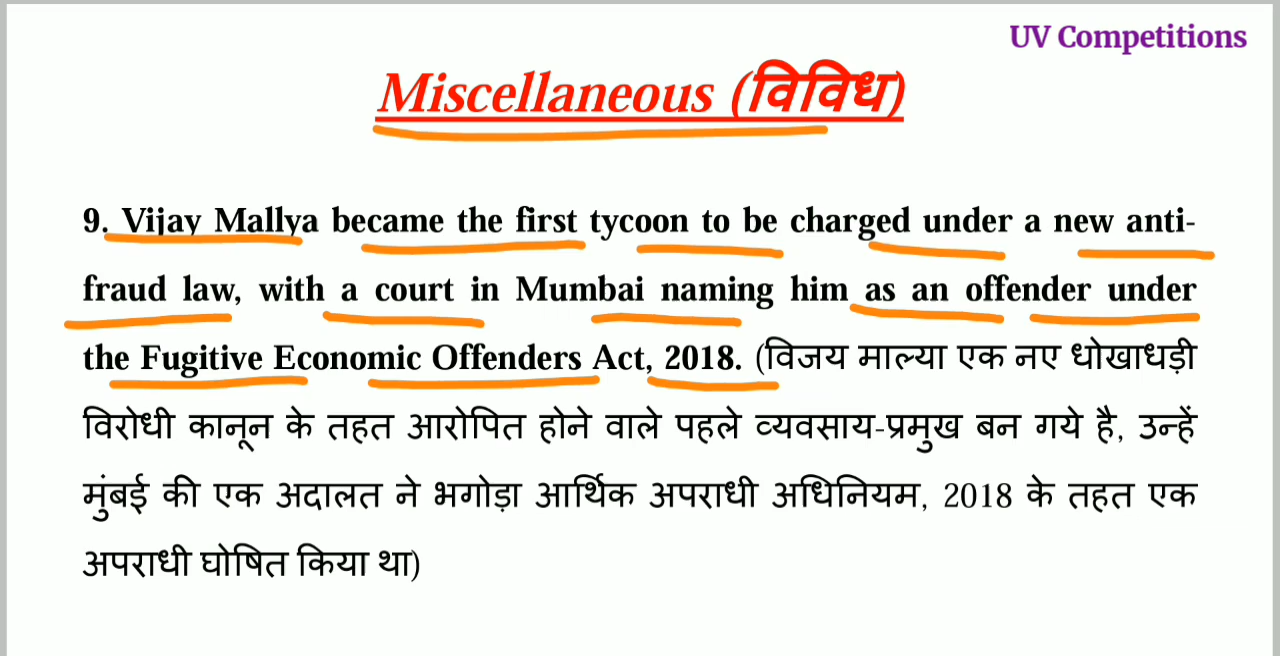 UV Competitions
Miscellaneous (विविध)
9. Vijay Mallya became the first tycoon to be charged under a new anti-
fraud law, with a court in Mumbai naming him as an offender under
the Fugitive Economic Offenders Act, 2018. (विजय माल्या एक नए धोखाधड़ी
विरोधी कानून के तहत आरोपित होने वाले पहले व्यवसाय-प्रमुख बन गये है, उन्हें
मुंबई की एक अदालत ने भगोड़ा आर्थिक अपराधी अधिनियम, 2018 के तहत एक
अपराधी घोषित किया था)